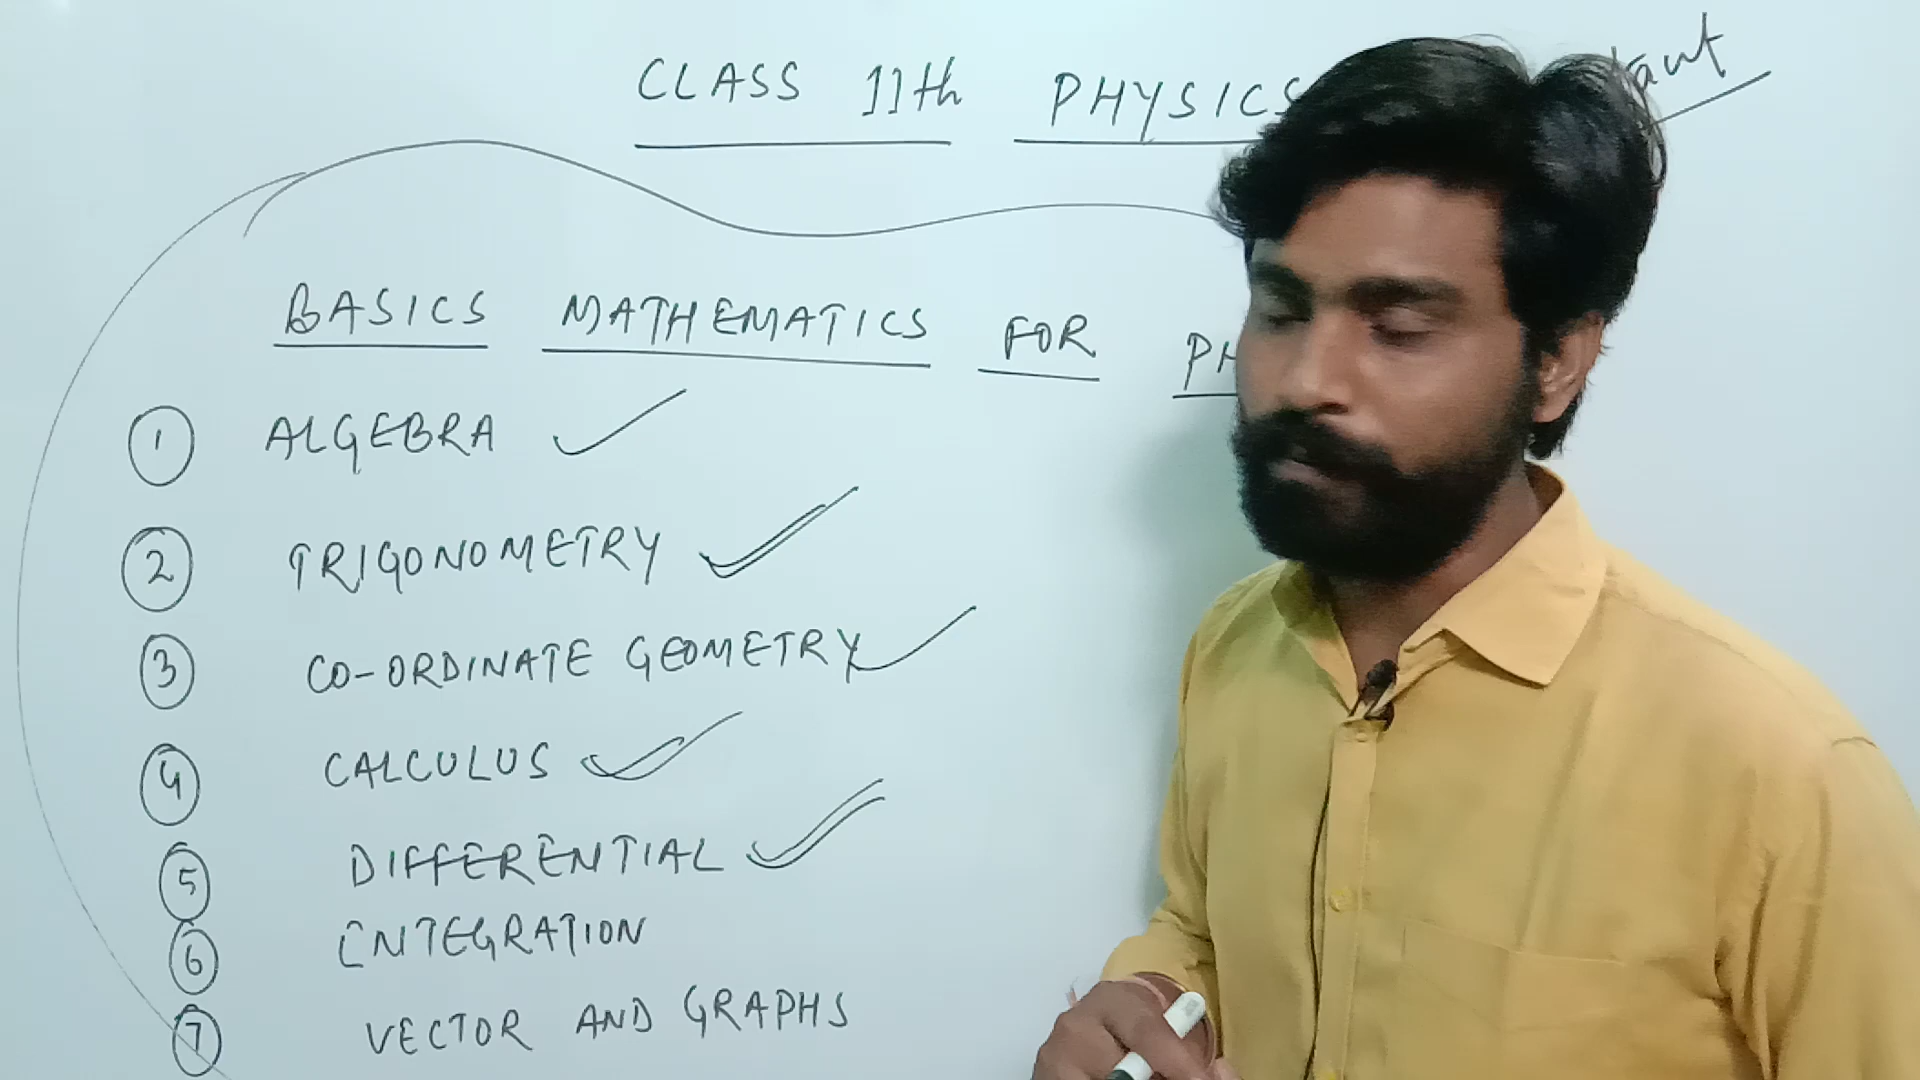 CLASS 11th PHYSICS
BASICS MATHEMATICS FOR
1 ALGEBRA
2 TRIGONOMETRY
3 CO-ORDINATE GEOMETRY
4 CALCULUS
5 DIFFERENTIAL
6 INTEGRATION
7 VECTOR AND GRAPHS